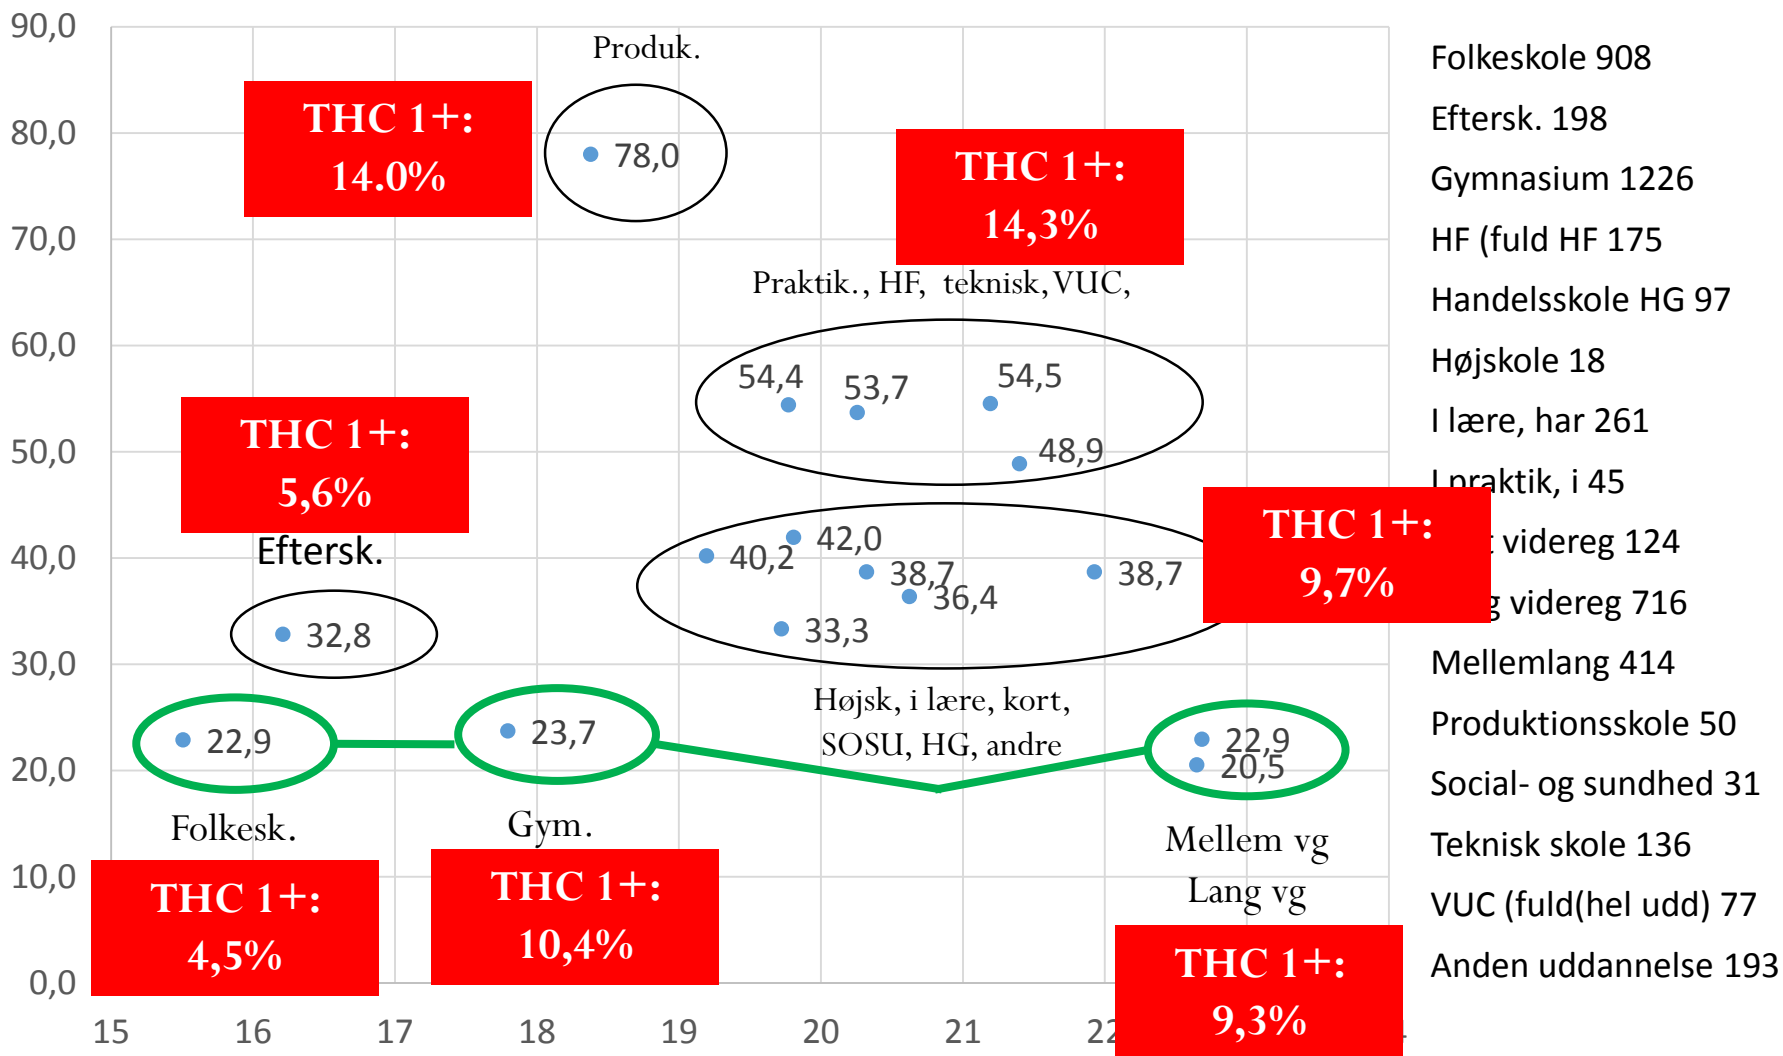 90,0
80,0
70,0
60,0
50,0
40,0
30,0
20,0
10,0
0,0
15
16
17
18
19
20
21
Produk.
THC 1+:
14.0%
78,0
THC 1+:
14,3%
Praktik., HF, teknisk, VUC,
54,4
53,7
54,5
48,9
THC 1+:
5,6%
Eftersk.
32,8
40,2
42,0
38,7
36,4
33,3
38,7
THC 1+:
9,7%
Højsk, i lære, kort,
SOSU, HG, andre
22,9
Folkesk.
THC 1+:
4,5%
23,7
Gym.
THC 1+:
10,4%
22,9
20,5
Mellem vg
Lang vg
THC 1+:
9,3%
Folkeskole 908
Eftersk. 198
Gymnasium 1226
HF (fuld HF 175
Handelsskole HG 97
Højskole 18
I lære, har 261
I praktik, i 45
videreg 124
videreg 716
Mellemlang 414
Produktionsskole 50
Social- og sundhed 31
Teknisk skole 136
VUC (fuld(hel udd) 77
Anden uddannelse 193